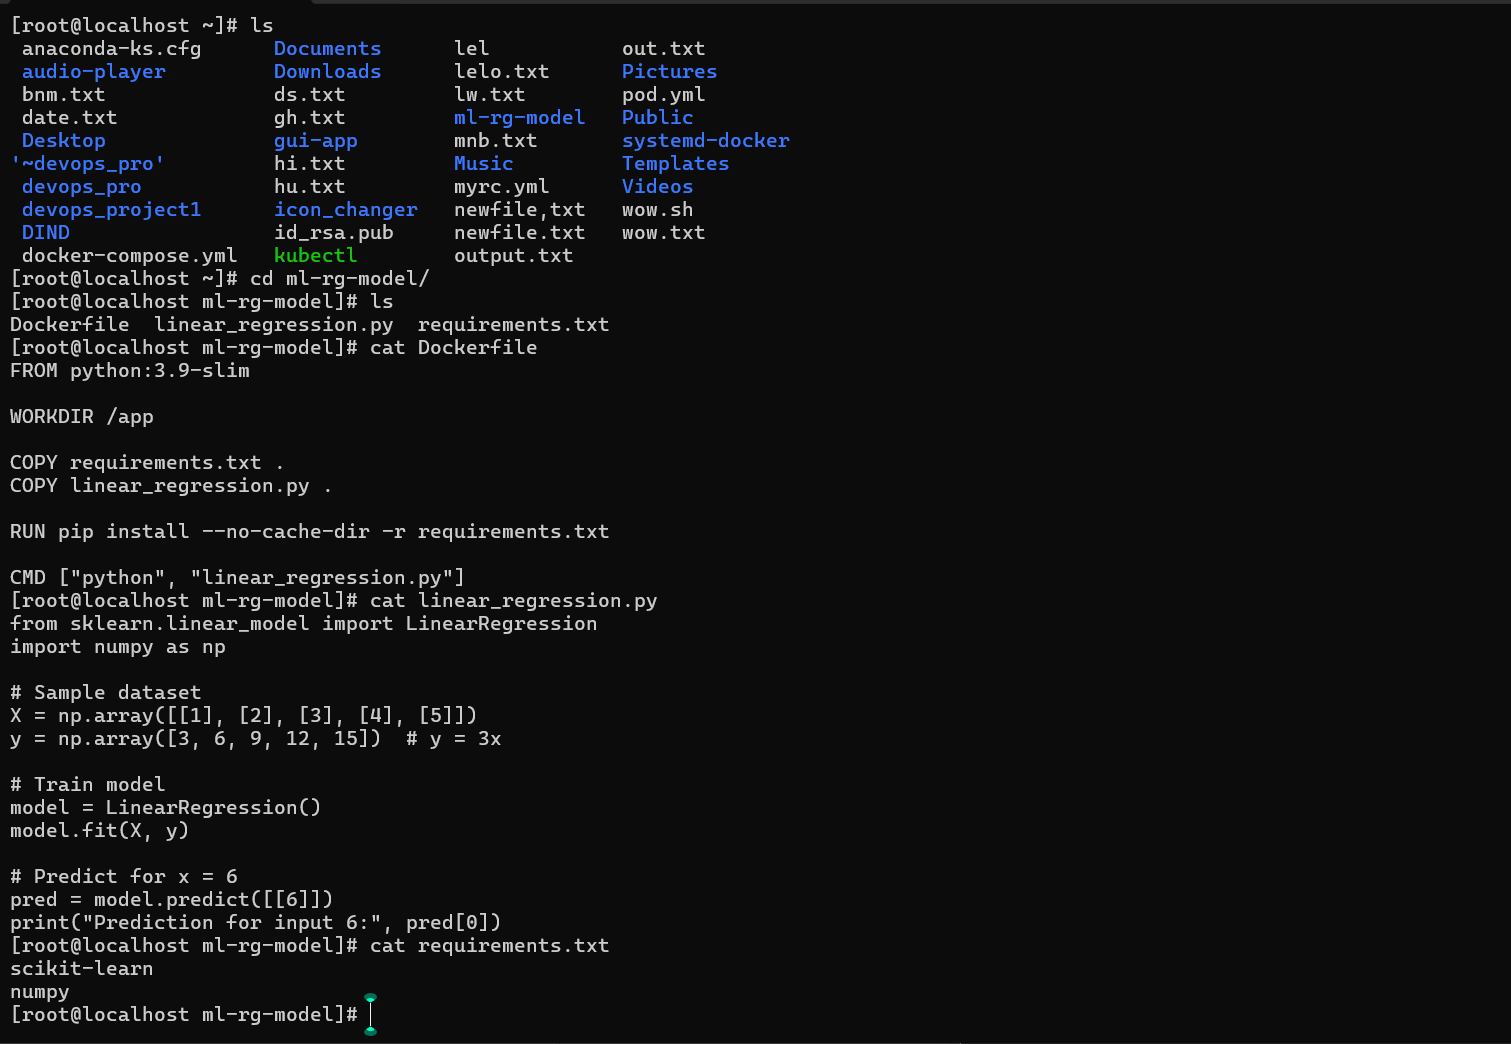 [root@localhost ~]# ls
 anaconda-ks.cfg      Documents      lel            out.txt
 audio-player         Downloads      lelo.txt       Pictures
 bnm.txt              ds.txt         lw.txt         pod.yml
 date.txt             gh.txt         ml-rg-model    Public
 Desktop              gui-app        mnb.txt        systemd-docker
'~devops_pro'         hi.txt         Music          Templates
 devops_pro           hu.txt         myrc.yml       Videos
 devops_project1      icon_changer   newfile,txt    wow.sh
 DIND                 id_rsa.pub     newfile.txt    wow.txt
 docker-compose.yml   kubectl        output.txt
[root@localhost ~]# cd ml-rg-model/
[root@localhost ml-rg-model]# ls
Dockerfile  linear_regression.py  requirements.txt
[root@localhost ml-rg-model]# cat Dockerfile
FROM python:3.9-slim

WORKDIR /app

COPY requirements.txt .
COPY linear_regression.py .

RUN pip install --no-cache-dir -r requirements.txt

CMD ["python", "linear_regression.py"]
[root@localhost ml-rg-model]# cat linear_regression.py
from sklearn.linear_model import LinearRegression
import numpy as np

# Sample dataset
X = np.array([[1], [2], [3], [4], [5]])
y = np.array([3, 6, 9, 12, 15])  # y = 3x

# Train model
model = LinearRegression()
model.fit(X, y)

# Predict for x = 6
pred = model.predict([[6]])
print("Prediction for input 6:", pred[0])
[root@localhost ml-rg-model]# cat requirements.txt
scikit-learn
numpy
[root@localhost ml-rg-model]#